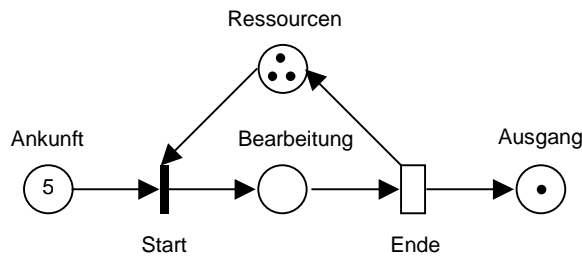 Ressourcen
Ankunft
Bearbeitung
Ausgang
5
Start
Ende